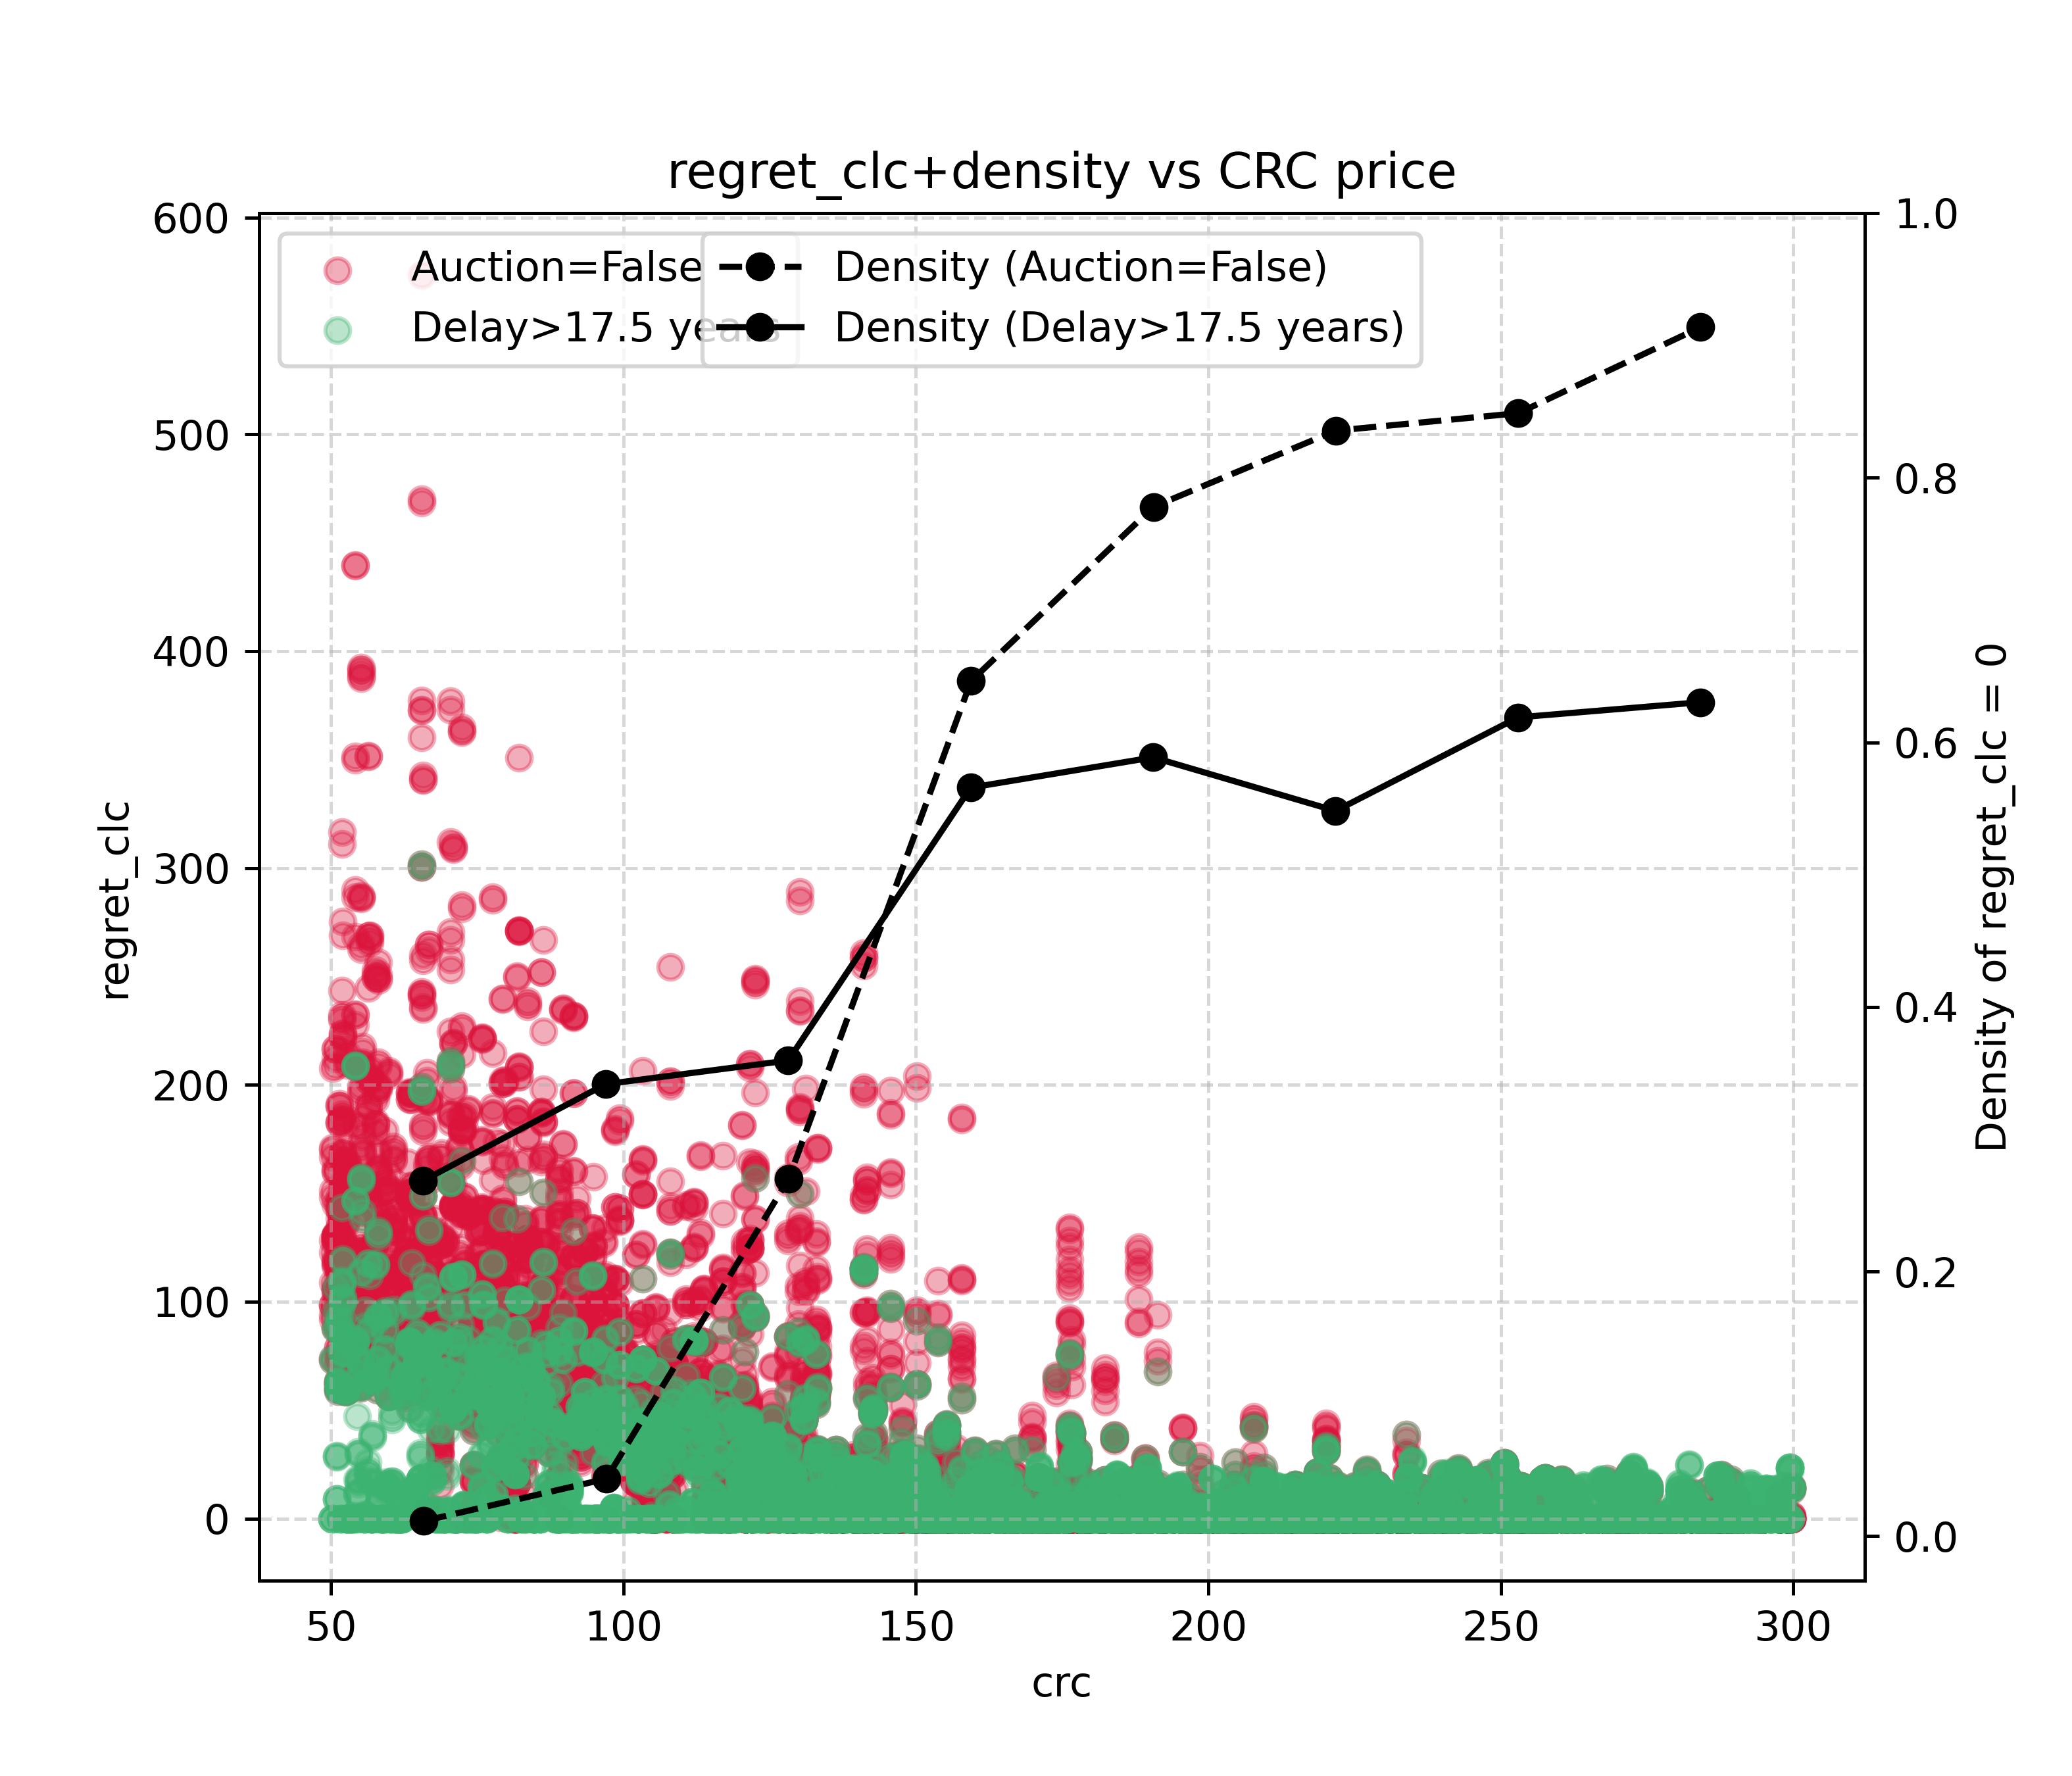 regret_clc+density vs CRC price
Auction=False
Delay>17.5 years
Density (Auction=False)
Density (Delay>17.5 years)
600
500
400
300
200
100
0
regret_clc
1.0
0.8
0.6
0.4
0.2
0.0
Density of regret_clc = 0
50 100 150 200 250 300
crc